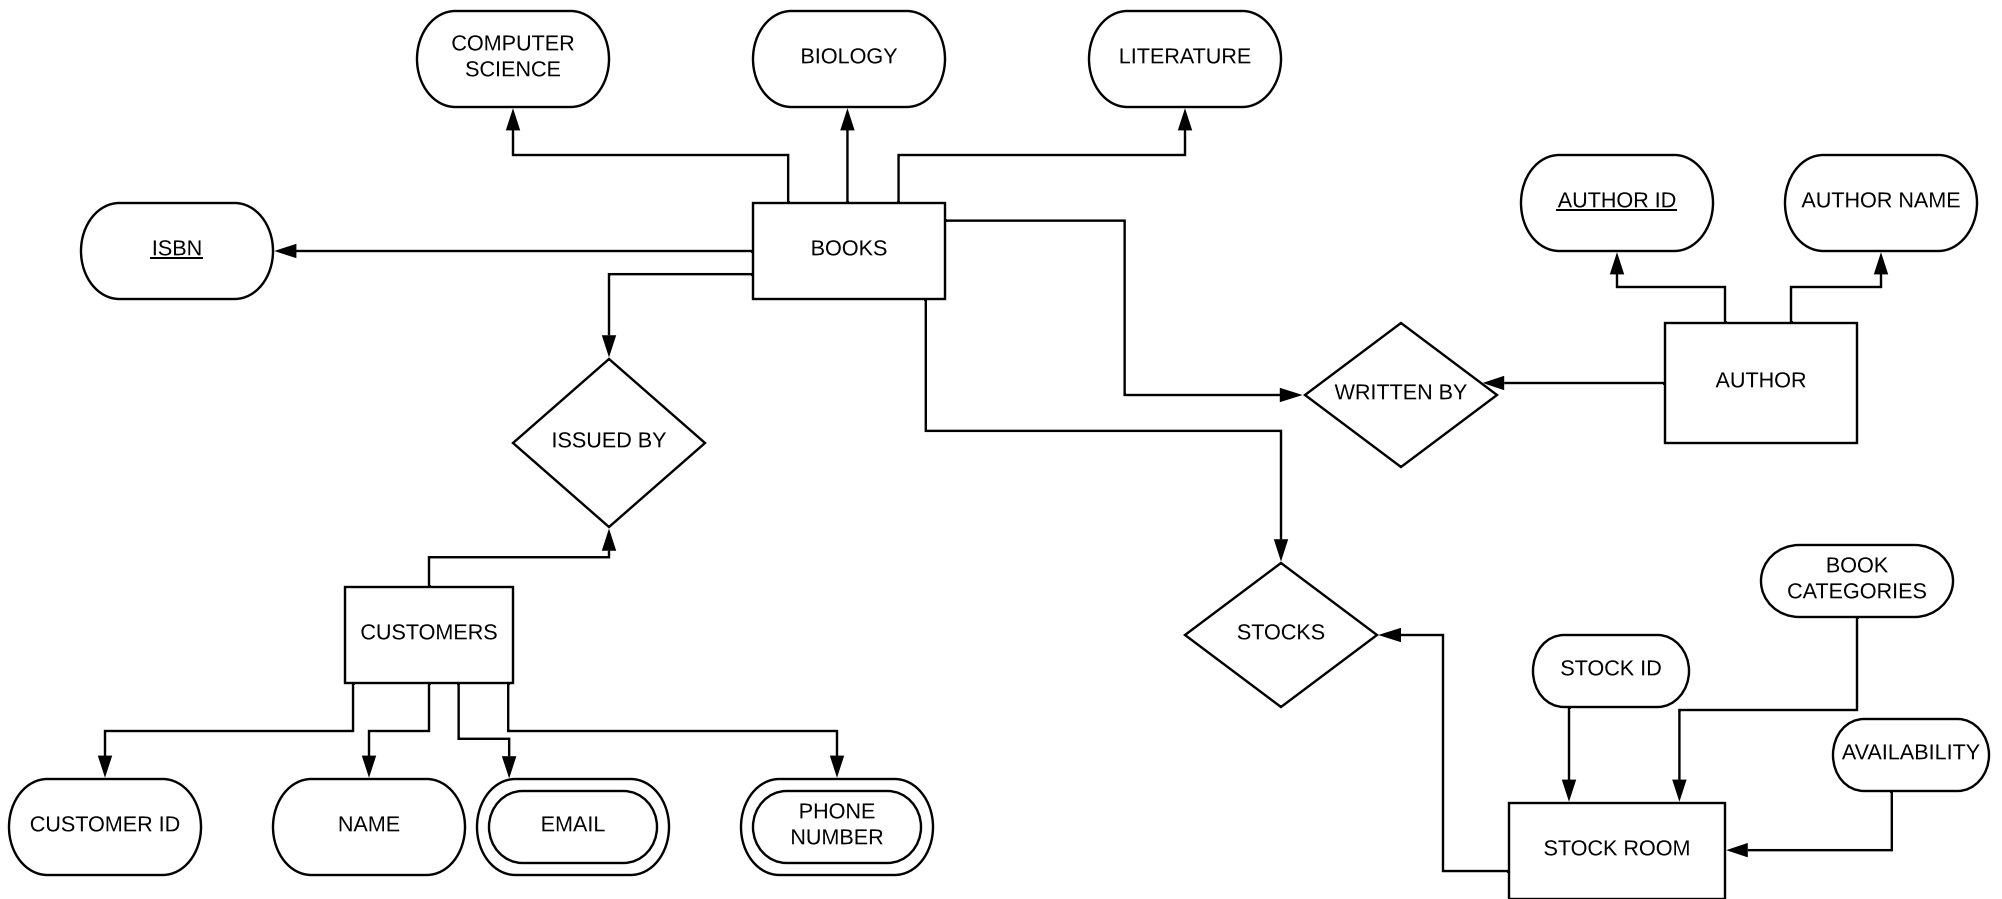 COMPUTER
SCIENCE
BIOLOGY
LITERATURE
ISBN
BOOKS
AUTHOR ID
AUTHOR NAME
AUTHOR
WRITTEN BY
ISSUED BY
CUSTOMERS
STOCKS
BOOK
CATEGORIES
STOCK ID
AVAILABILITY
CUSTOMER ID
NAME
EMAIL
PHONE
NUMBER
STOCK ROOM